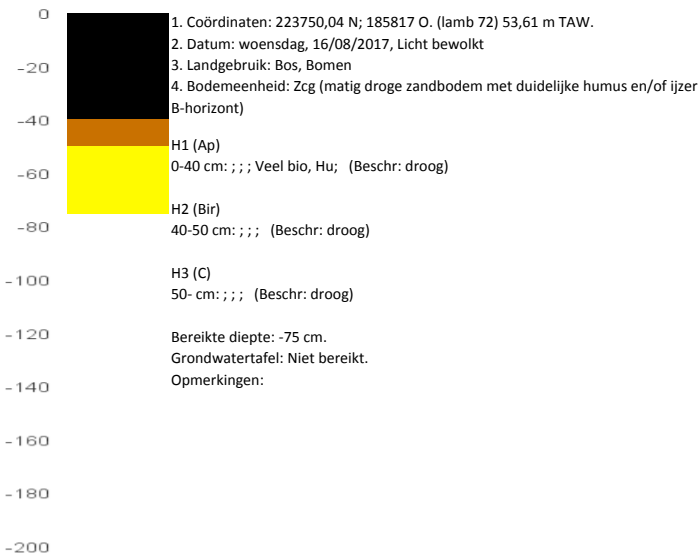 0
-20
-40
-60
-80
-100
-120
-140
-160
-180
-200
1. Coördinaten: 223750,04 N; 185817 O. (lamb 72) 53,61 m TAW.
2. Datum: woensdag, 16/08/2017, Licht bewolkt
3. Landgebruik: Bos, Bomen
4. Bodemeenheid: Zcg (matig droge zandbodem met duidelijke humus en/of ijzer
B-horizont)
H1 (Ap)
0-40 cm: ; ; ; Veel bio, Hu; (Beschr: droog)
H2 (Bir)
40-50 cm: ; ; ; (Beschr: droog)
H3 (C)
50- cm: ; ; ; (Beschr: droog)
Bereikte diepte: -75 cm.
Grondwatertafel: Niet bereikt.
Opmerkingen: